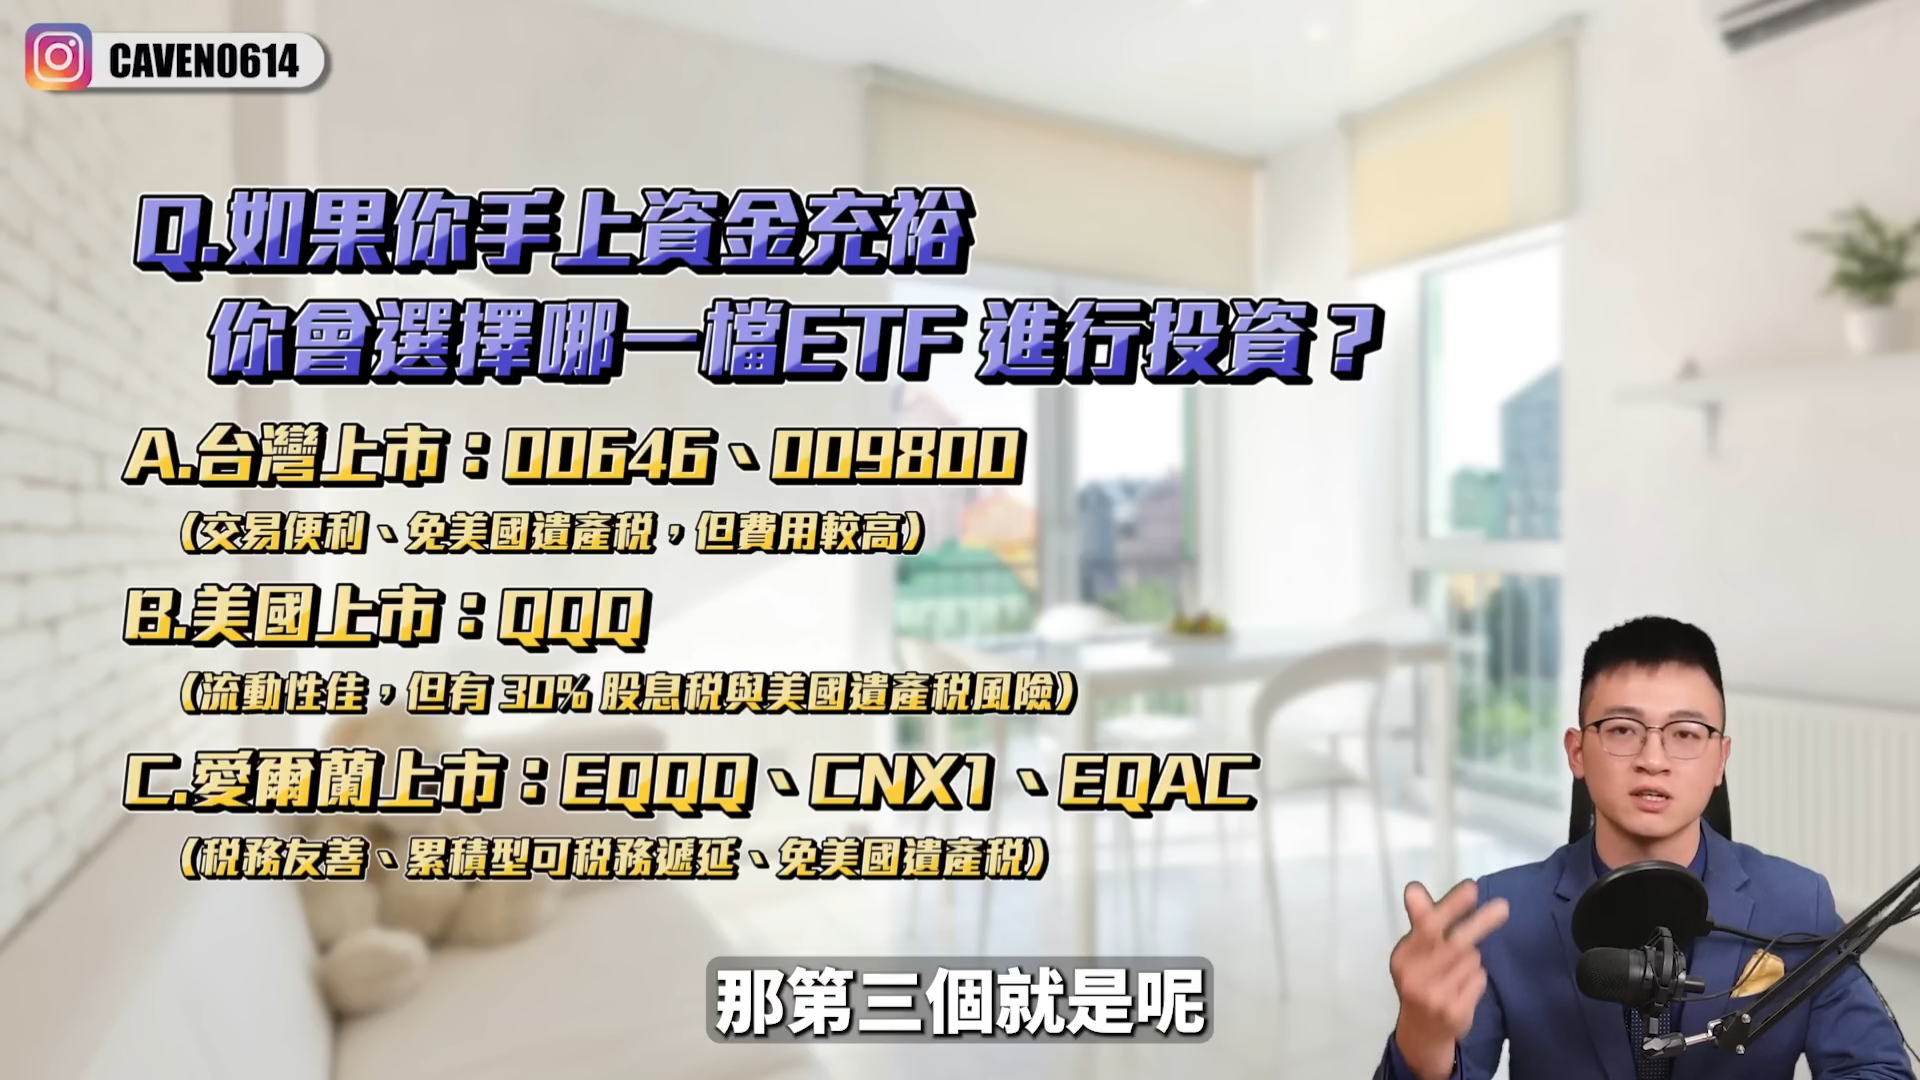 CAVEN0614
Q.如果你手上資金充裕
你會選擇哪一檔ETF 進行投資？
A.台灣上市：00646、009800
（交易便利、免美國遺產稅，但費用較高）
B.美國上市：QQQ
（流動性佳，但有 30% 股息稅與美國遺產稅風險）
C.愛爾蘭上市：EQQQ、CNX1、EQAC
（稅務友善、累積型可稅務遞延、免美國遺產稅）
那第三個就是呢